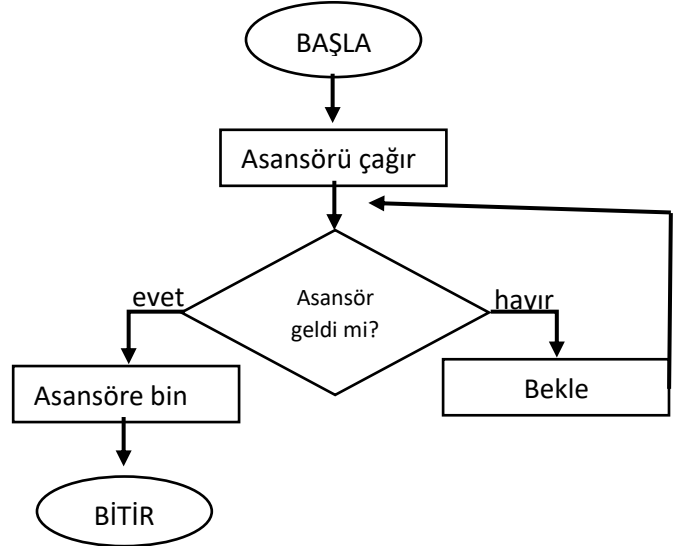 BAŞLA
Asansörü çağır
evet
Asansör
geldi mi?
hayır
Asansöre bin
Bekle
BİTİR